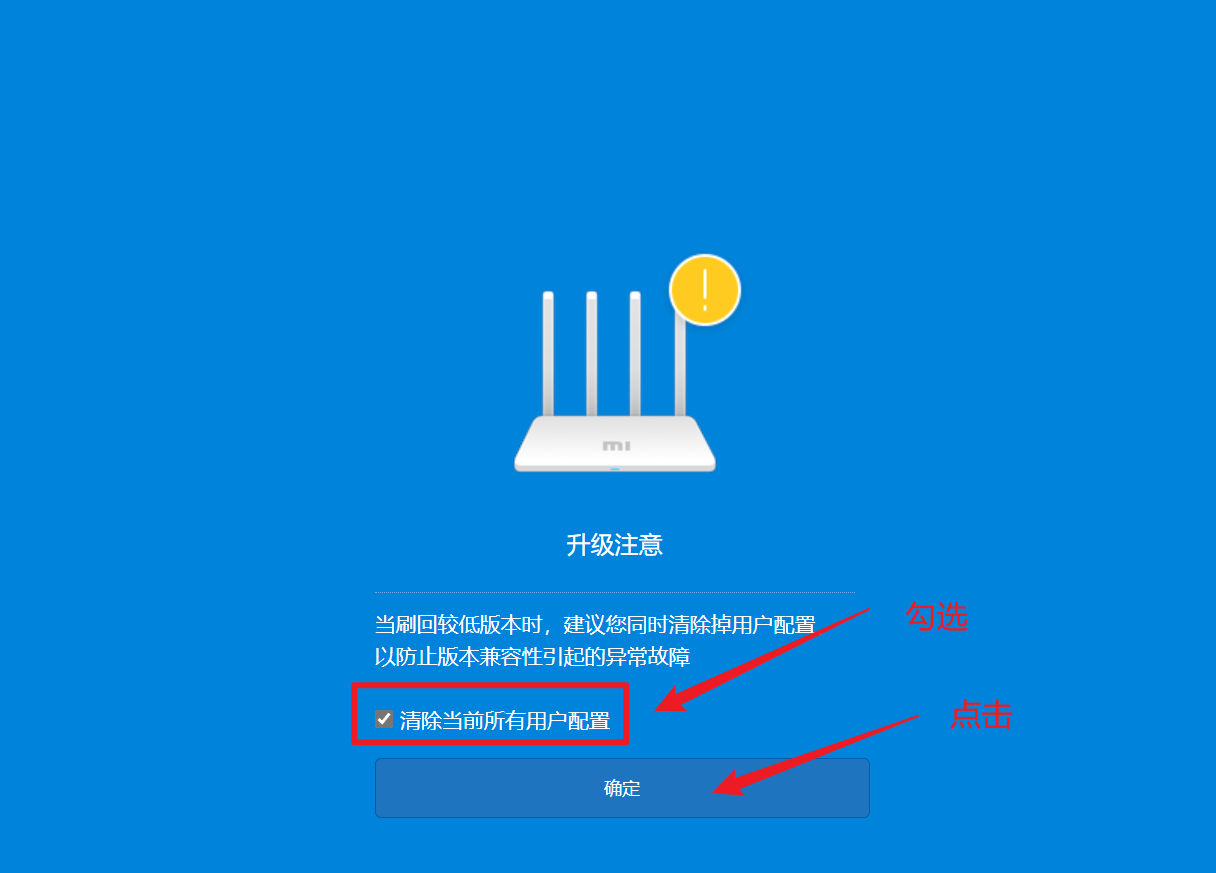 mi
升级注意
当刷回较低版本时，建议您同时清除掉用户配置
以防止版本兼容性引起的异常故障
勾选
清除当前所有用户配置
点击
确定